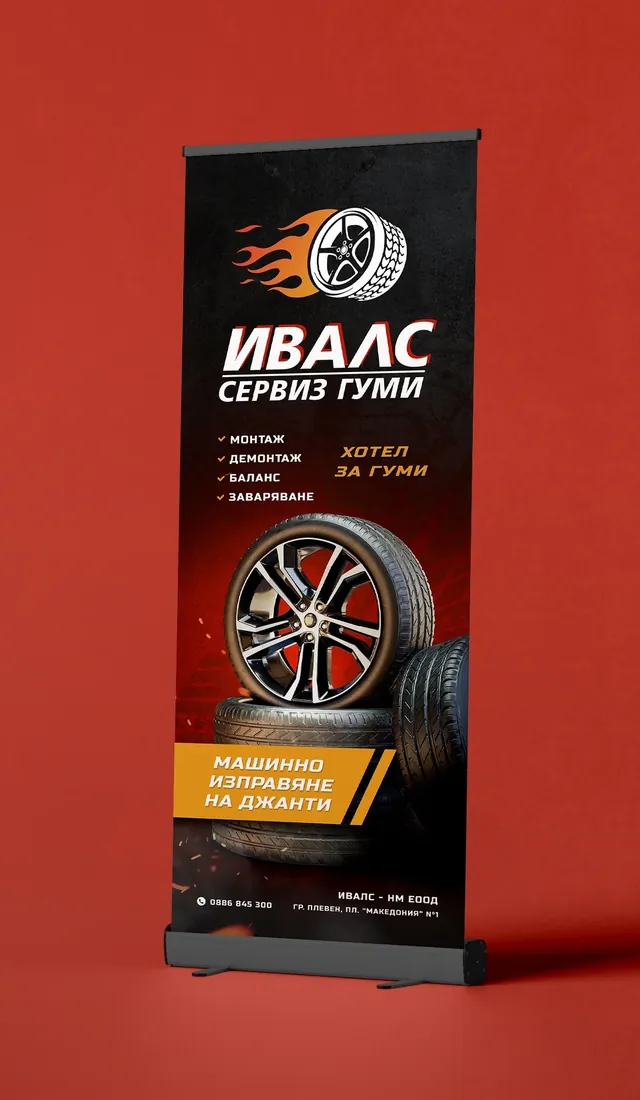 ИВАЛС
СЕРВИЗ ГУМИ
МОНТАЖ
ДЕМОНТАЖ
БАЛАНС
ЗАВАРЯВАНЕ
ХОТЕЛ
ЗА ГУМИ
МАШИННО
ИЗПРАВЯНЕ
НА ДЖАНТИ
0886 845 300
ИВАЛС - НМ ЕООД
ГР. ПЛЕВЕН, ПЛ. "МАКЕДОНИЯ" №1